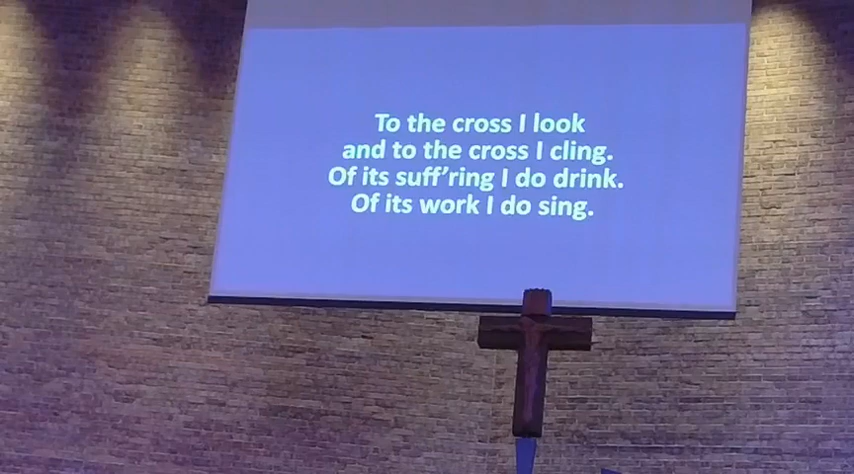 To the cross I look
and to the cross I cling.
Of its suff’ring I do drink.
Of its work I do sing.